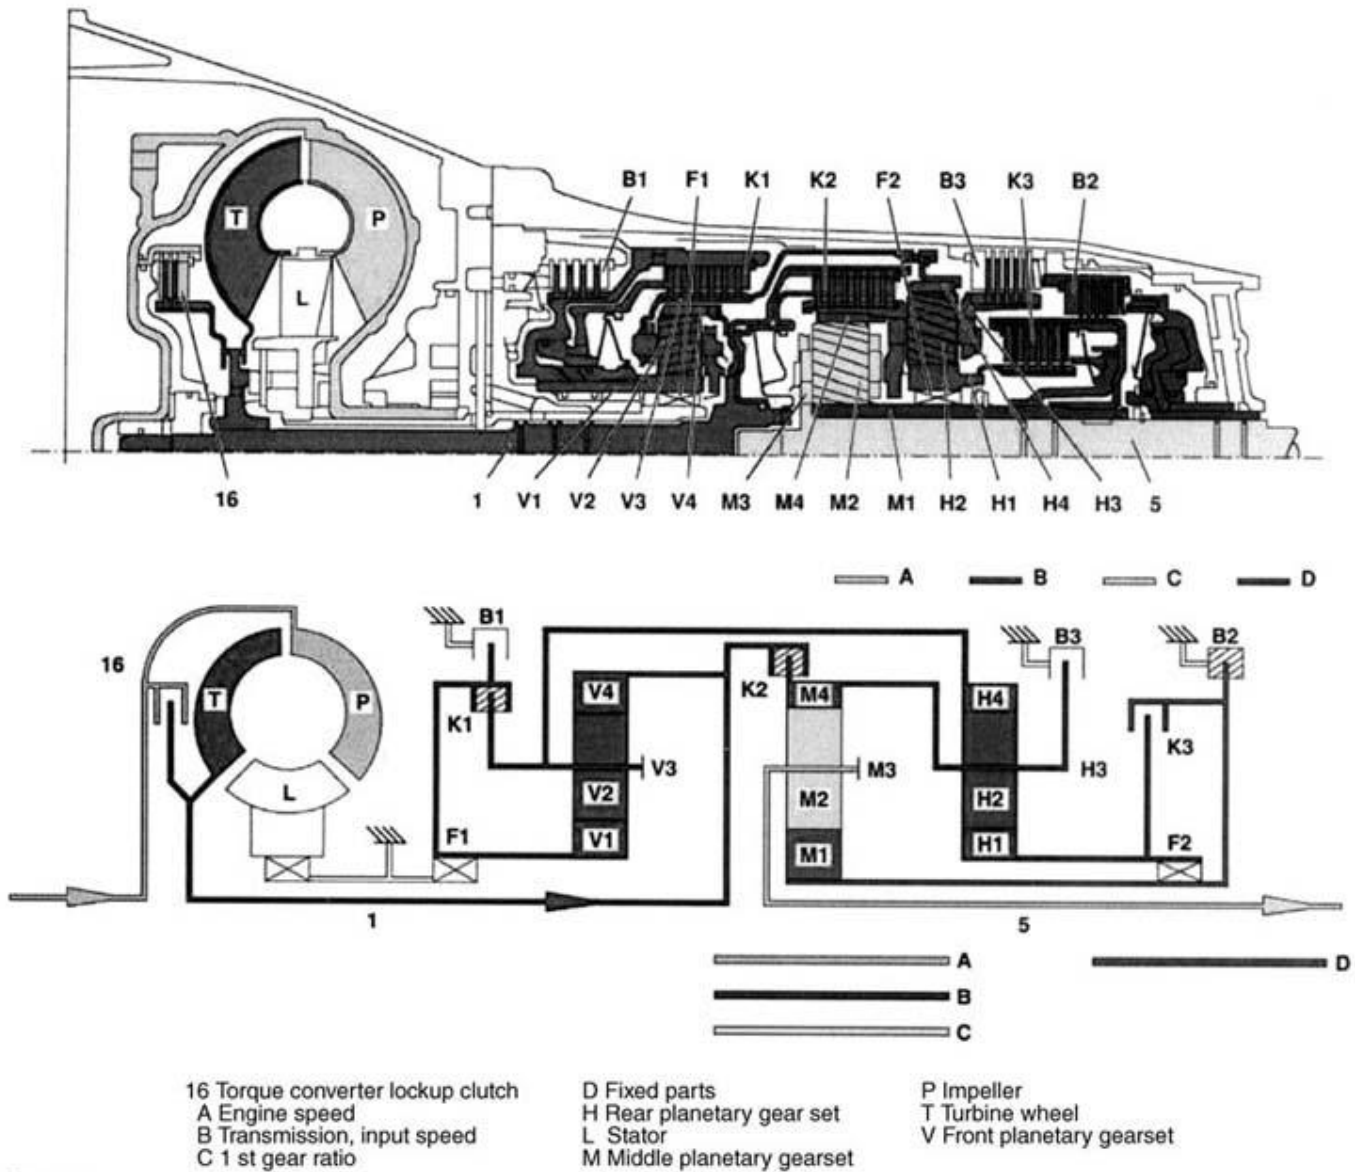 B1 F1 K1 K2 F2 B3 K3 B2
T P
L
16 1 V1 V2 V3 V4 M3 M4 M2 M1 H2 H1 H4 H3 5
A B C D
B1 B3 B2
16
T P K1 V4 K2 M4 H4 K3
V3 M3 H3
L V2 M2 H2
F1 V1 M1 H1 F2
1 5
A D
B
C
16 Torque converter lockup clutch
A Engine speed
B Transmission, input speed
C 1 st gear ratio
D Fixed parts
H Rear planetary gear set
L Stator
M Middle planetary gearset
P Impeller
T Turbine wheel
V Front planetary gearset